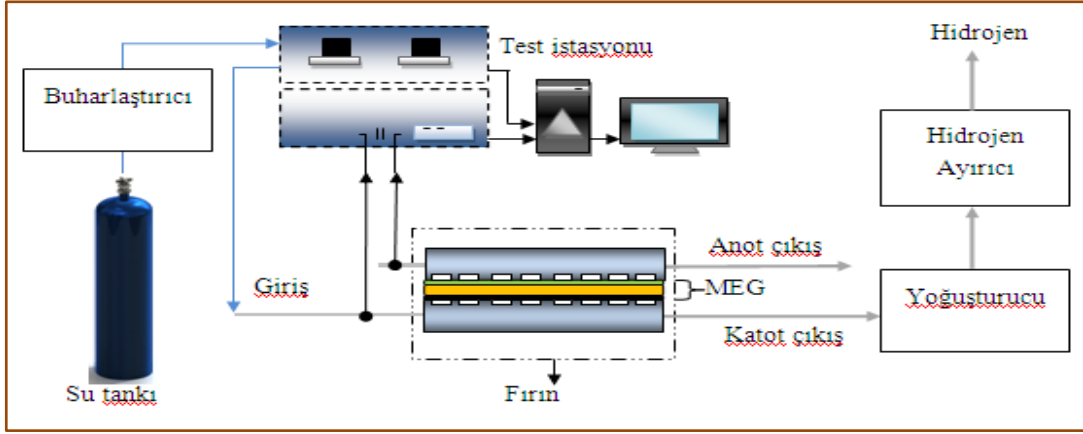 Test istasyonu
Hidrojen
Buharlaştırıcı
Hidrojen
Ayırıcı
Giriş
Anot çıkış
MEG
Yoğuşturucu
Katot çıkış
Su tankı
Fırın